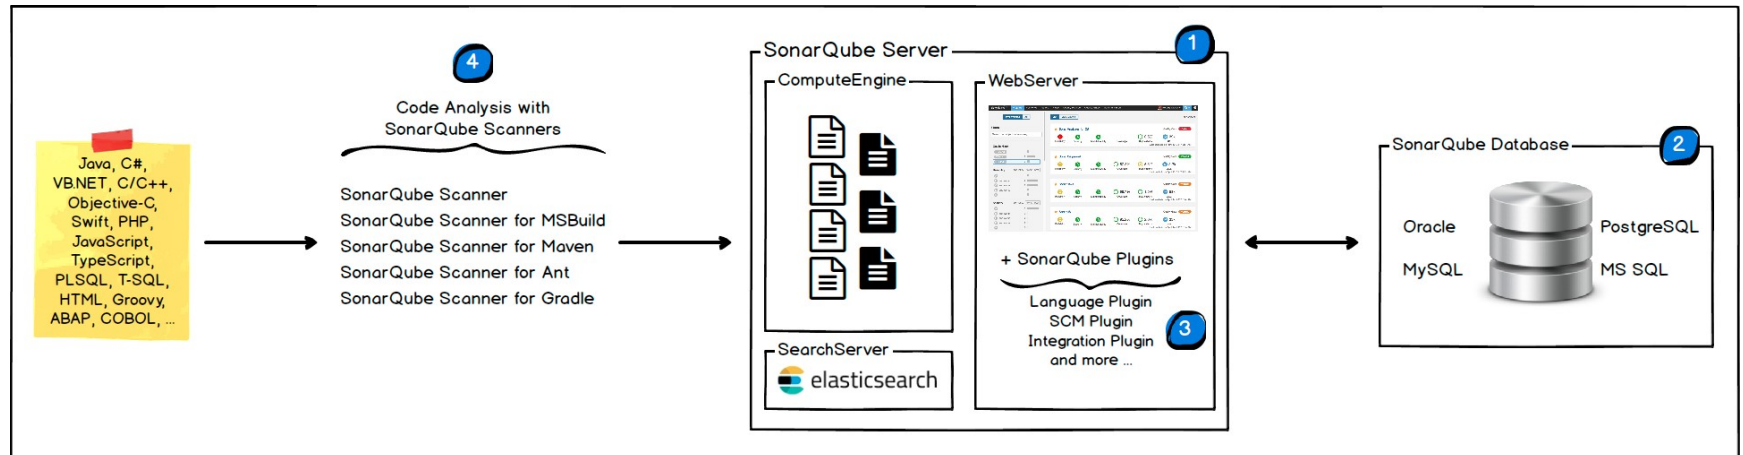 4
Code Analysis with
SonarQube Scanners
Java, C#,
VB.NET, C/C++,
Objective-C,
Swift, PHP,
JavaScript,
TypeScript,
PLSQL, T-SQL,
HTML, Groovy,
ABAP, COBOL, ...
SonarQube Scanner
SonarQube Scanner for MSBuild
SonarQube Scanner for Maven
SonarQube Scanner for Ant
SonarQube Scanner for Gradle
SonarQube Server
1
ComputeEngine
SearchServer
elasticsearch
WebServer
+ SonarQube Plugins
Language Plugin
SCM Plugin
Integration Plugin
and more ...
3
SonarQube Database
2
Oracle
PostgreSQL
MySQL
MS SQL